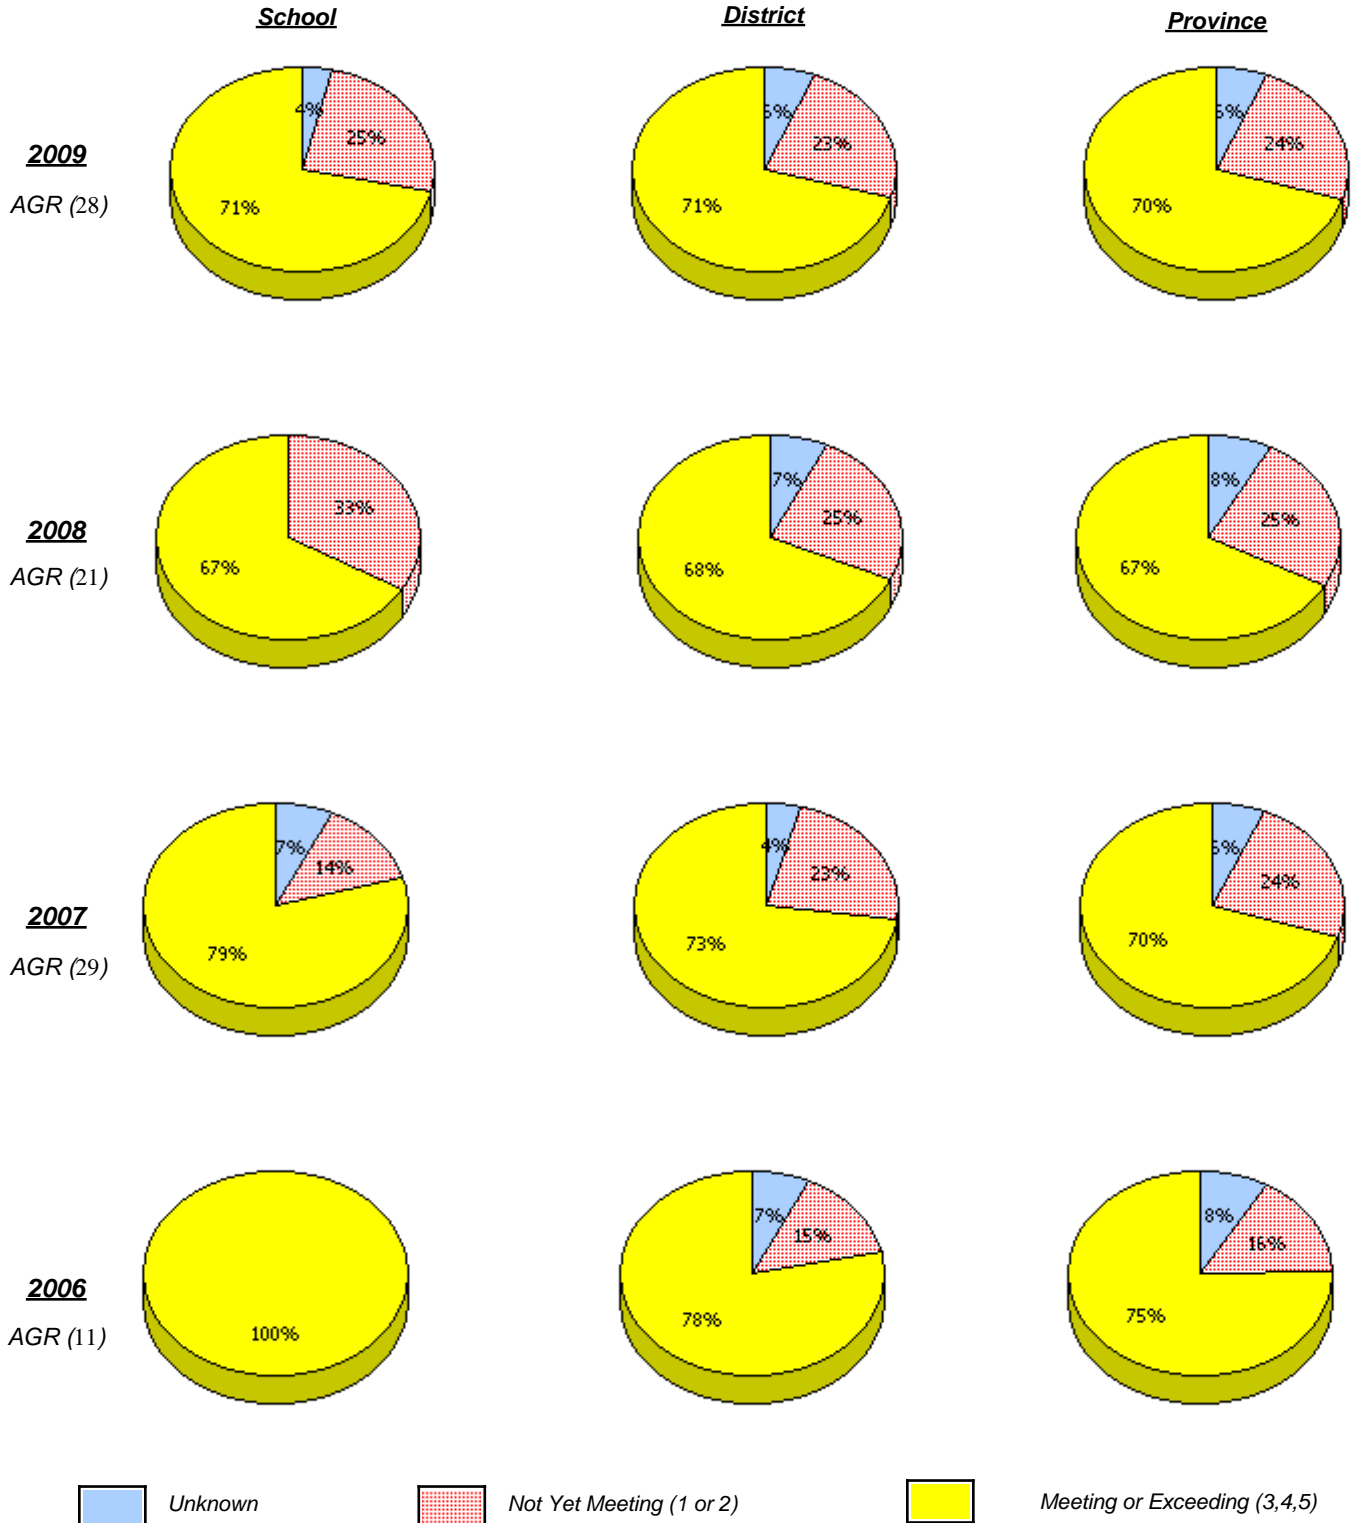 School District Province
4% 6% 6%
2009 25% 23% 24%
AGR (28) 71% 71% 70%
7% 8%
2008 33% 25% 25%
AGR (21) 67% 68% 67%
7% 4% 6%
14% 23% 24%
2007
79% 73% 70%
AGR (29)
7% 8%
15% 16%
2006
AGR (11) 100% 78% 75%
Unknown Not Yet Meeting (1 or 2) Meeting or Exceeding (3,4,5)